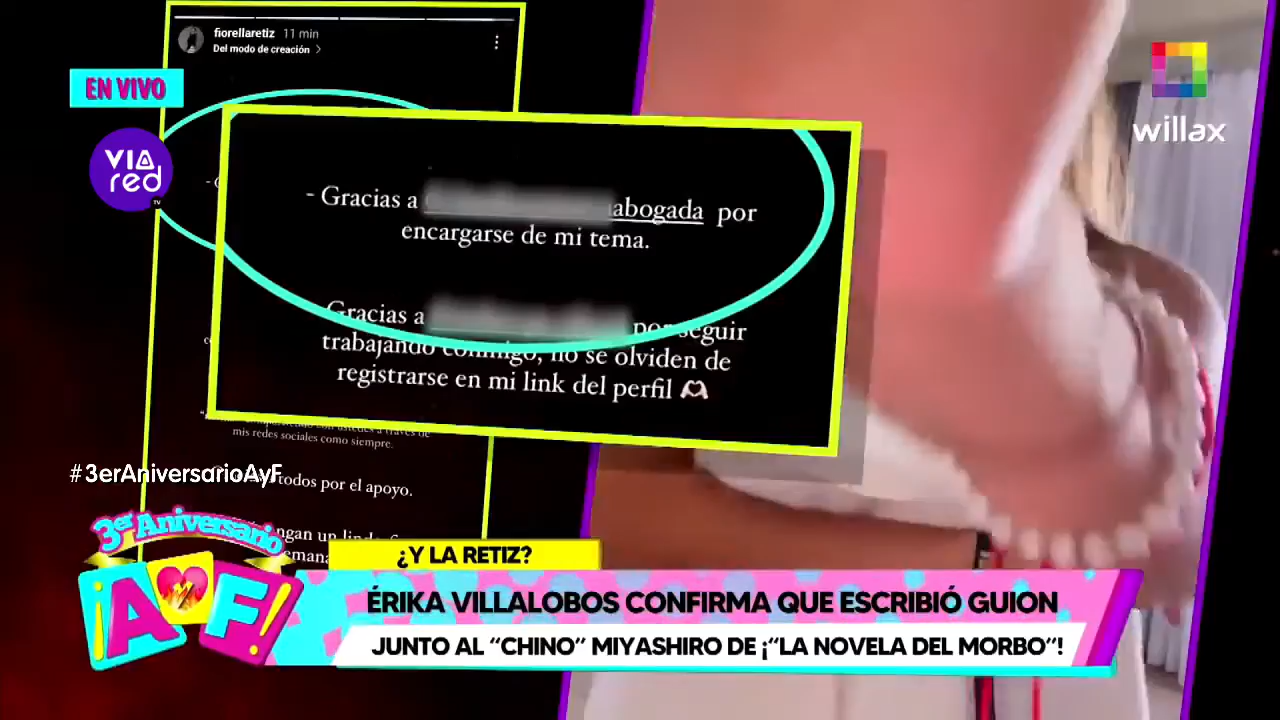 fiorellaretiz 11 min
Del modo de creación >
EN VIVO
VIA
red
TV
willax
- Gracias a abogada por
encargarse de mi tema.
Gracias a por seguir
trabajando conmigo, no se olviden de
registrarse en mi link del perfil
mis redes sociales como siempre.
#3erAniversarioAyF
todos por el apoyo.
3er Aniversario
¡AYF!
¿Y LA RETIZ?
ÉRIKA VILLALOBOS CONFIRMA QUE ESCRIBIÓ GUION
JUNTO AL “CHINO” MIYASHIRO DE ¡“LA NOVELA DEL MORBO”!